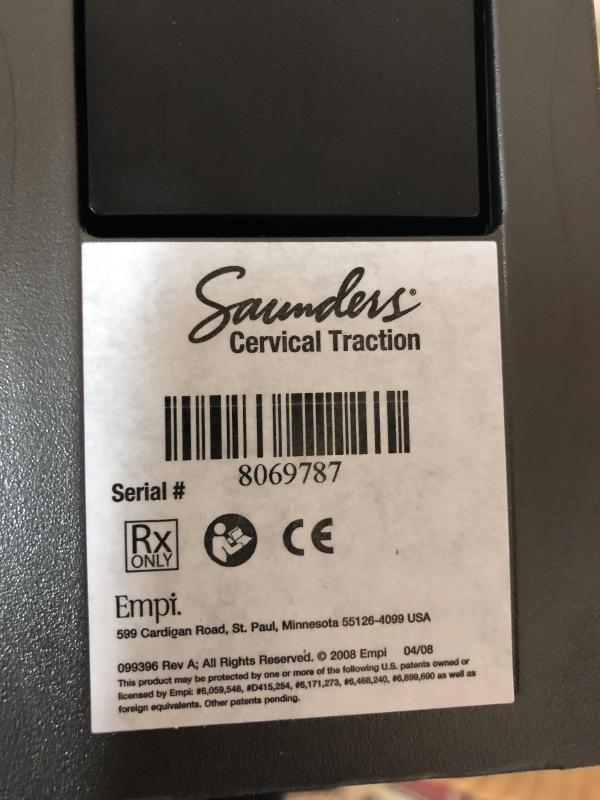 Saunders®
Cervical Traction
8069787
Serial #
Rx
ONLY
CE
Empi.
599 Cardigan Road, St. Paul, Minnesota 55126-4099 USA
099396 Rev A; All Rights Reserved. © 2008 Empi 04/08
This product may be protected by one or more of the following U.S. patents owned or
licensed by Empi: #6,059,548, #D415,254, #6,171,273, #6,468,240, #6,899,690 as well as
foreign equivalents. Other patents pending.